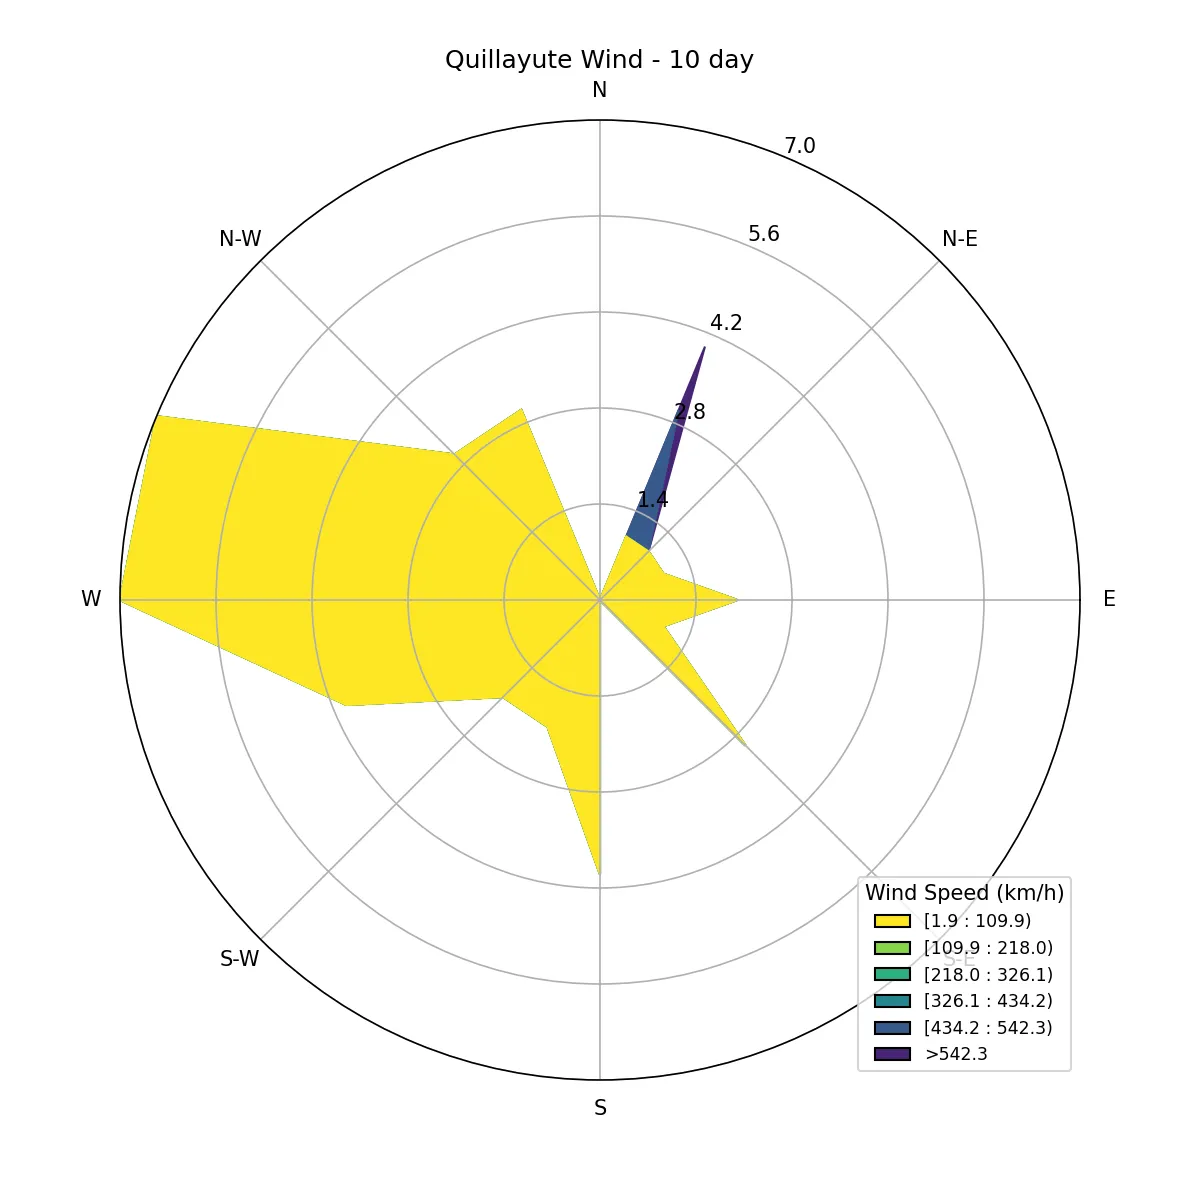 Quillayute Wind - 10 day
N
7.0
N-W
5.6
N-E
4.2
2.8
1.4
W
E
Wind Speed (km/h)
[1.9 : 109.9)
[109.9 : 218.0)
S-W
S-E
[218.0 : 326.1)
[326.1 : 434.2)
[434.2 : 542.3)
>542.3
S